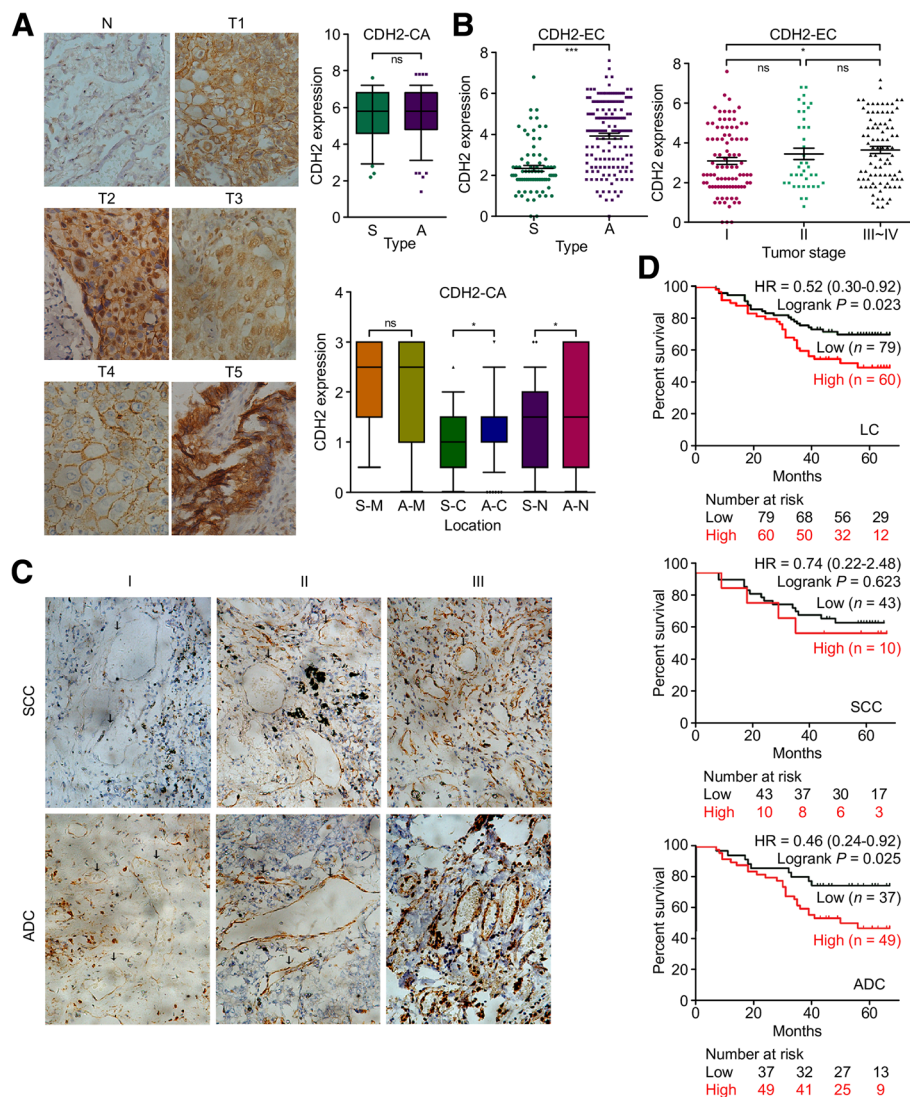 A
N T1
T2 T3
T4 T5
CDH2-CA
ns
CDH2 expression
10
8
6
4
2
0
S A
Type
CDH2-CA
CDH2 expression
4
3
2
1
0
ns * *
S-M A-M S-C A-C S-N A-N
Location
B
CDH2-EC
***
CDH2 expression
8
6
4
2
0
S A
Type
CDH2-EC
*
ns ns
CDH2 expression
8
6
4
2
0
I II III~IV
Tumor stage
C
I II III
SCC
ADC
D
HR = 0.52 (0.30-0.92)
Logrank P = 0.023
Low (n = 79)
High (n = 60)
LC
Percent survival
100
80
60
40
20
0
0 20 40 60
Months
Number at risk
Low 79 68 56 29
High 60 50 32 12
HR = 0.74 (0.22-2.48)
Logrank P = 0.623
Low (n = 43)
High (n = 10)
SCC
Percent survival
100
80
60
40
20
0
0 20 40 60
Months
Number at risk
Low 43 37 30 17
High 10 8 6 3
HR = 0.46 (0.24-0.92)
Logrank P = 0.025
Low (n = 37)
High (n = 49)
ADC
Percent survival
100
80
60
40
20
0
0 20 40 60
Months
Number at risk
Low 37 32 27 13
High 49 41 25 9